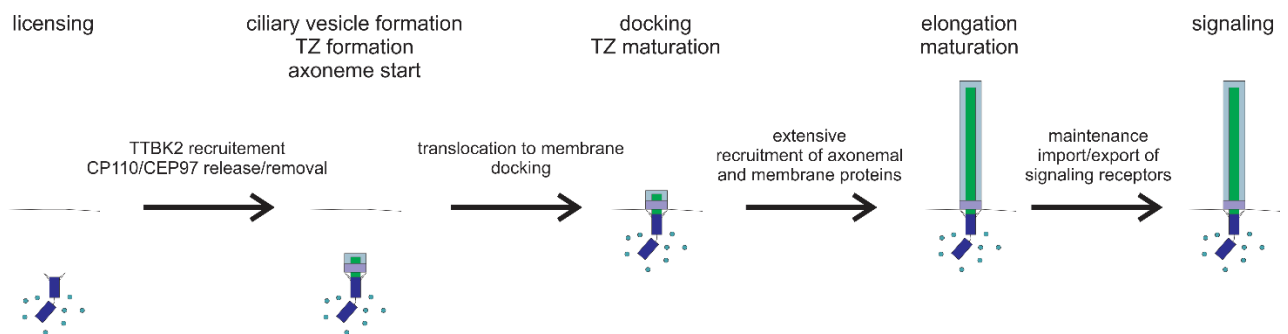 licensing
ciliary vesicle formation
TZ formation
axoneme start
docking
TZ maturation
elongation
maturation
signaling
TTBK2 recruitement
CP110/CEP97 release/removal
translocation to membrane
docking
extensive
recruitment of axonemal
and membrane proteins
maintenance
import/export of
signaling receptors